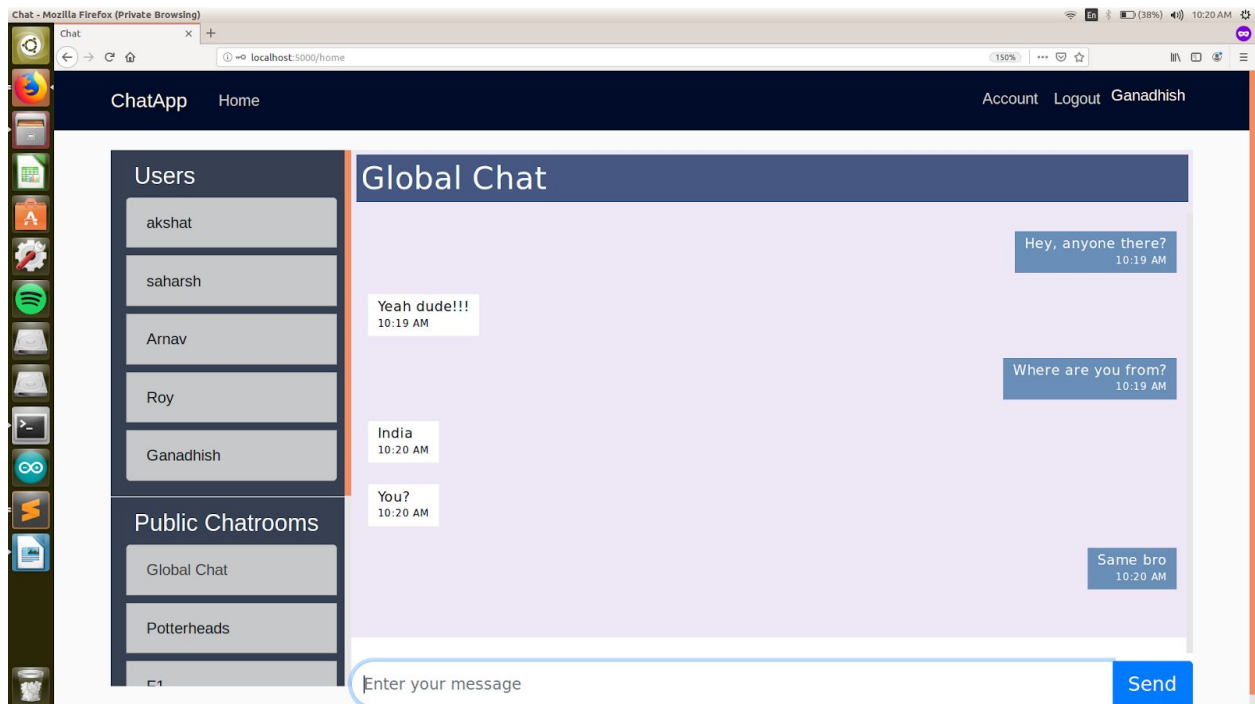 Chat - Mozilla Firefox (Private Browsing)
En (38%) 10:20 AM
Chat
localhost:5000/home
150%
ChatApp Home Account Logout Ganadhish
Users
akshat
saharsh
Arnav
Roy
Ganadhish
Public Chatrooms
Global Chat
Potterheads
Global Chat
Hey, anyone there?
10:19 AM
Yeah dude!!!
10:19 AM
Where are you from?
10:19 AM
India
10:20 AM
You?
10:20 AM
Same bro
10:20 AM
Enter your message
Send